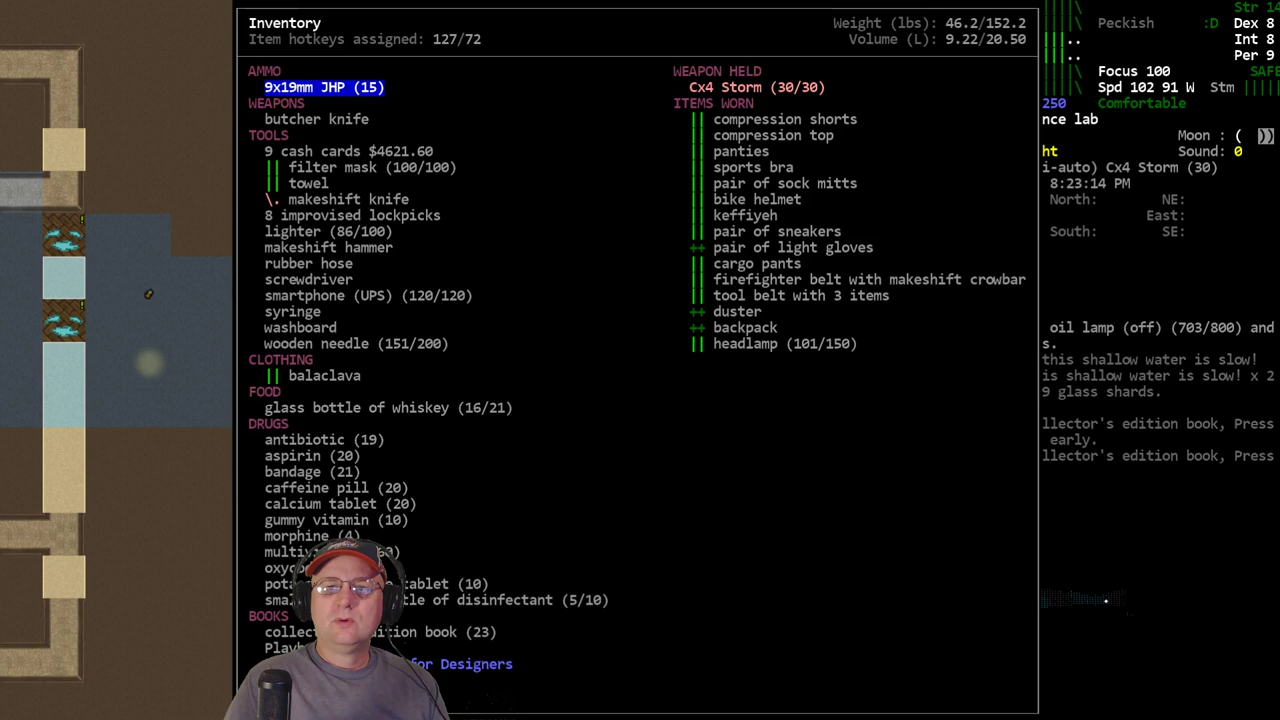 Inventory
Item hotkeys assigned: 127/72
Weight (lbs): 46.2/152.2
Volume (L): 9.22/20.50
AMMO
9x19mm JHP (15)
WEAPONS
butcher knife
TOOLS
9 cash cards $4621.60
|| filter mask (100/100)
|| towel
\. makeshift knife
8 improvised lockpicks
lighter (86/100)
makeshift hammer
rubber hose
screwdriver
smartphone (UPS) (120/120)
syringe
washboard
wooden needle (151/200)
CLOTHING
|| balaclava
FOOD
glass bottle of whiskey (16/21)
DRUGS
antibiotic (19)
aspirin (20)
bandage (21)
caffeine pill (20)
calcium tablet (20)
gummy vitamin (10)
morphine (4)
tablet (10)
of disinfectant (5/10)
BOOKS
book (23)
for Designers
WEAPON HELD
Cx4 Storm (30/30)
ITEMS WORN
|| compression shorts
|| compression top
|| panties
|| sports bra
|| pair of sock mitts
|| bike helmet
|| keffiyeh
|| pair of sneakers
++ pair of light gloves
|| cargo pants
|| firefighter belt with makeshift crowbar
|| tool belt with 3 items
++ duster
++ backpack
|| headlamp (101/150)
Str 14
Peckish :D Dex 8
Int 8
Per 9
Focus 100 SAFE
Spd 102 91 W Stm
250 Comfortable
nce lab
Moon : (
ht Sound: 0
i-auto) Cx4 Storm (30)
8:23:14 PM
North: NE:
East:
South: SE:
oil lamp (off) (703/800) and
s.
this shallow water is slow!
is shallow water is slow! x 2
9 glass shards.
llector's edition book, Press
early.
llector's edition book, Press